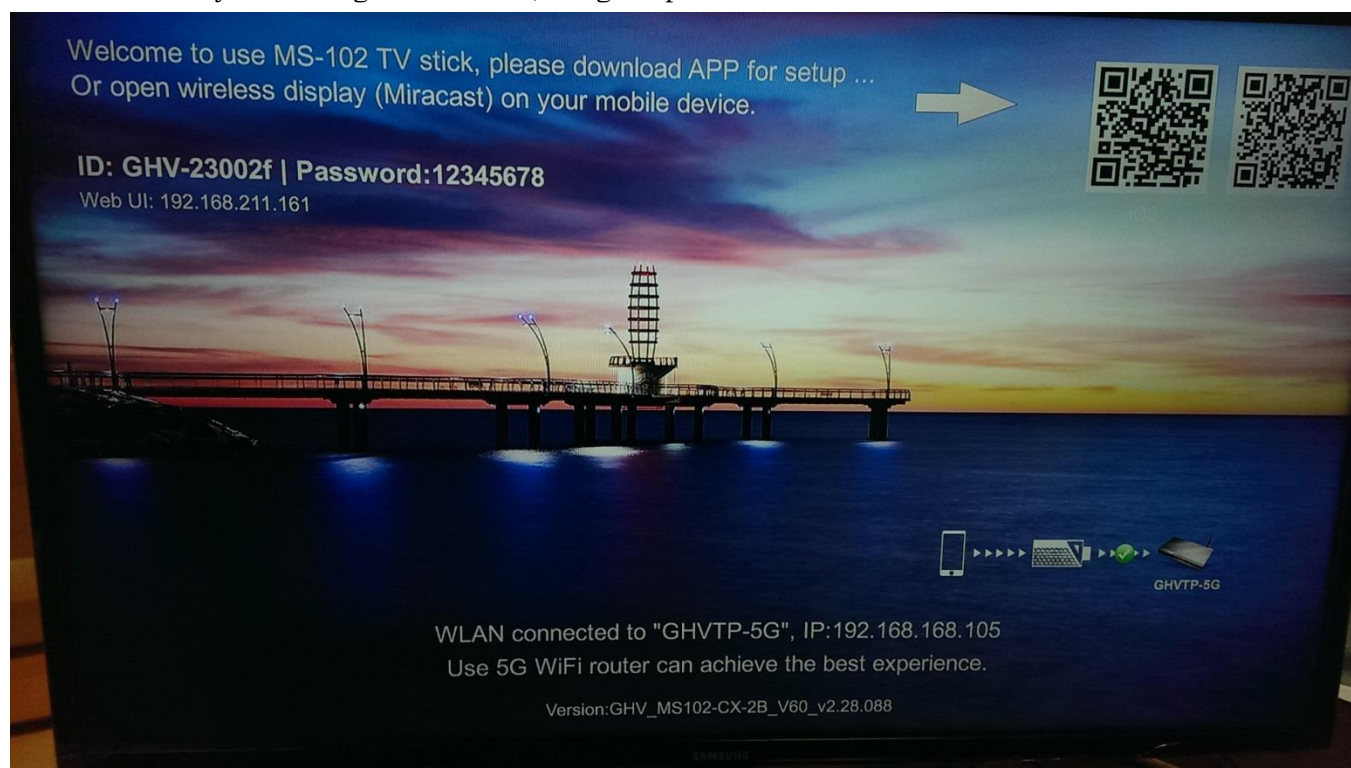 Welcome to use MS-102 TV stick, please download APP for setup ...
Or open wireless display (Miracast) on your mobile device.
ID: GHV-23002f | Password:12345678
Web UI: 192.168.211.161
iOS
GHVTP-5G
WLAN connected to "GHVTP-5G", IP:192.168.168.105
Use 5G WiFi router can achieve the best experience.
Version:GHV_MS102-CX-2B_V60_v2.28.088
SAMSUNG